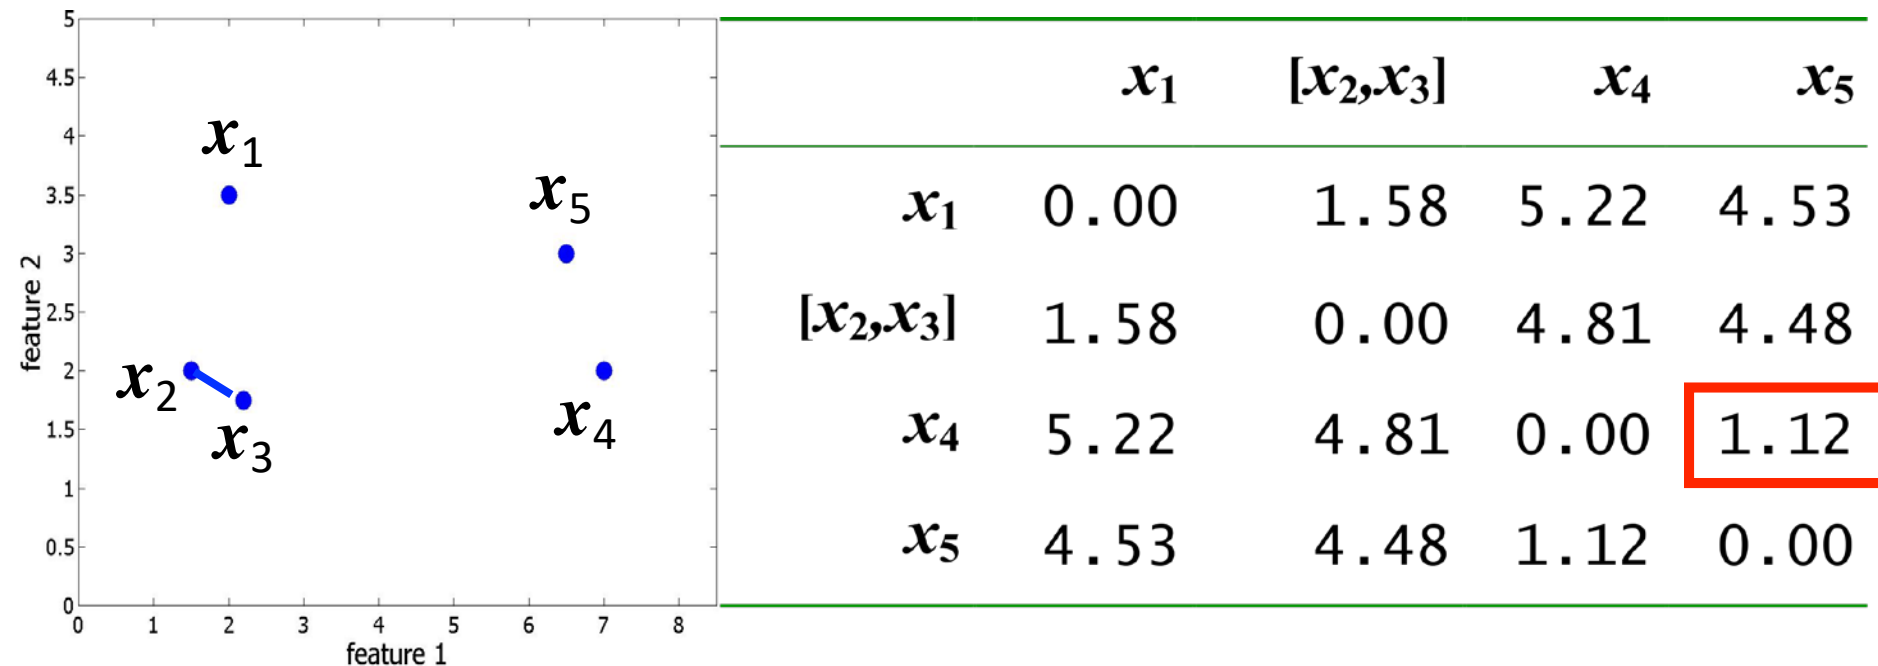 5
4.5
4
3.5
3
2.5
2
1.5
1
0.5
0
0 1 2 3 4 5 6 7 8
feature 1
feature 2
x1
x5
x2
x3
x4
x1 [x2,x3] x4 x5
x1 0.00 1.58 5.22 4.53
[x2,x3] 1.58 0.00 4.81 4.48
x4 5.22 4.81 0.00 1.12
x5 4.53 4.48 1.12 0.00